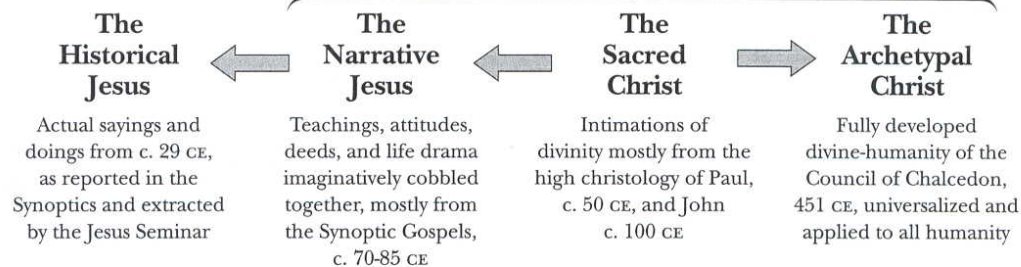 The
Historical
Jesus
Actual sayings and
doings from c. 29 CE,
as reported in the
Synoptics and extracted
by the Jesus Seminar
The
Narrative
Jesus
Teachings, attitudes,
deeds, and life drama
imaginatively cobbled
together, mostly from
the Synoptic Gospels,
c. 70-85 CE
The
Sacred
Christ
Intimations of
divinity mostly from the
high christology of Paul,
c. 50 CE, and John
c. 100 CE
The
Archetypal
Christ
Fully developed
divine-humanity of the
Council of Chalcedon,
451 CE, universalized and
applied to all humanity